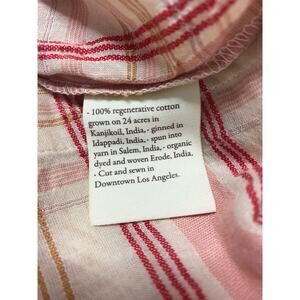 · 100% regenerative cotton
grown on 24 acres in
Kanjikoil, India, · ginned in
Idappadi, India, · spun into
yarn in Salem, India, · organic
dyed and woven Erode, India,
· Cut and sewn in
Downtown Los Angeles.